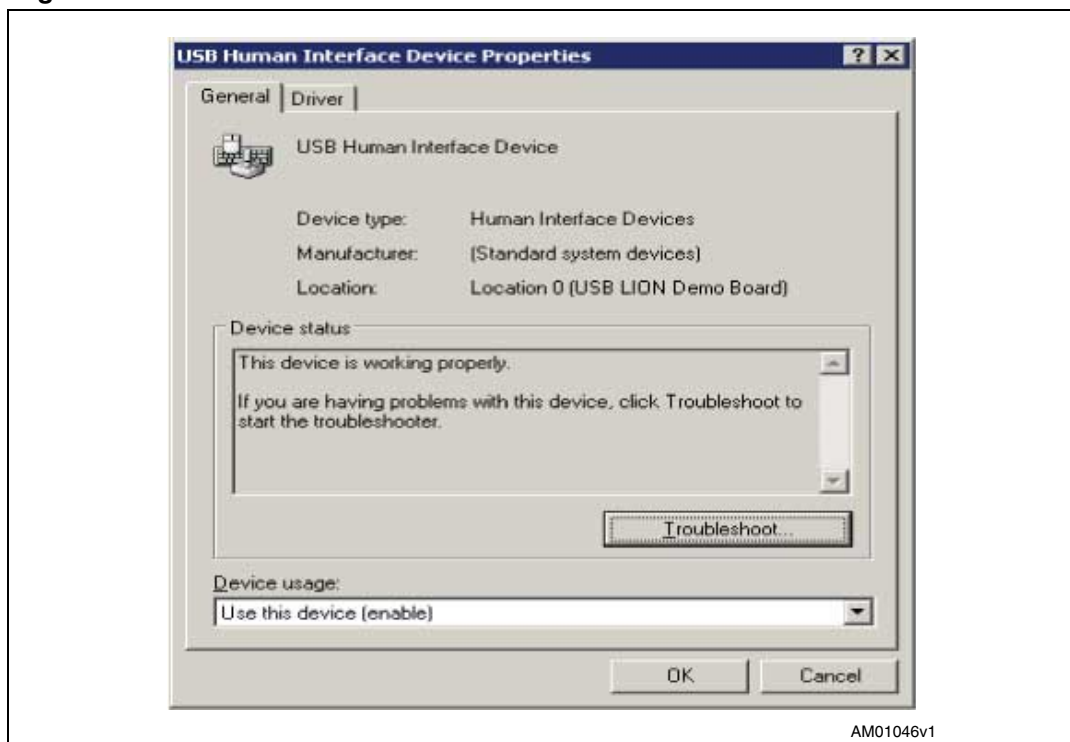 USB Human Interface Device Properties
General
Driver
USB Human Interface Device
Device type: Human Interface Devices
Manufacturer: (Standard system devices)
Location: Location 0 (USB LION Demo Board)
Device status
This device is working properly.
If you are having problems with this device, click Troubleshoot to
start the troubleshooter.
Troubleshoot...
Device usage:
Use this device (enable)
OK
Cancel
AM01046v1